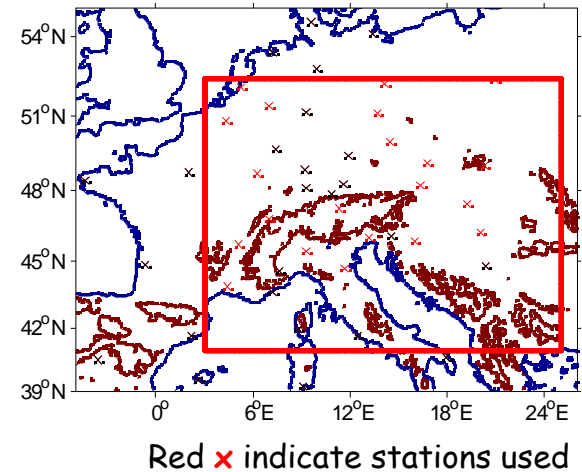 54°N
51°N
48°N
45°N
42°N
39°N
0° 6°E 12°E 18°E 24°E
Red x indicate stations used